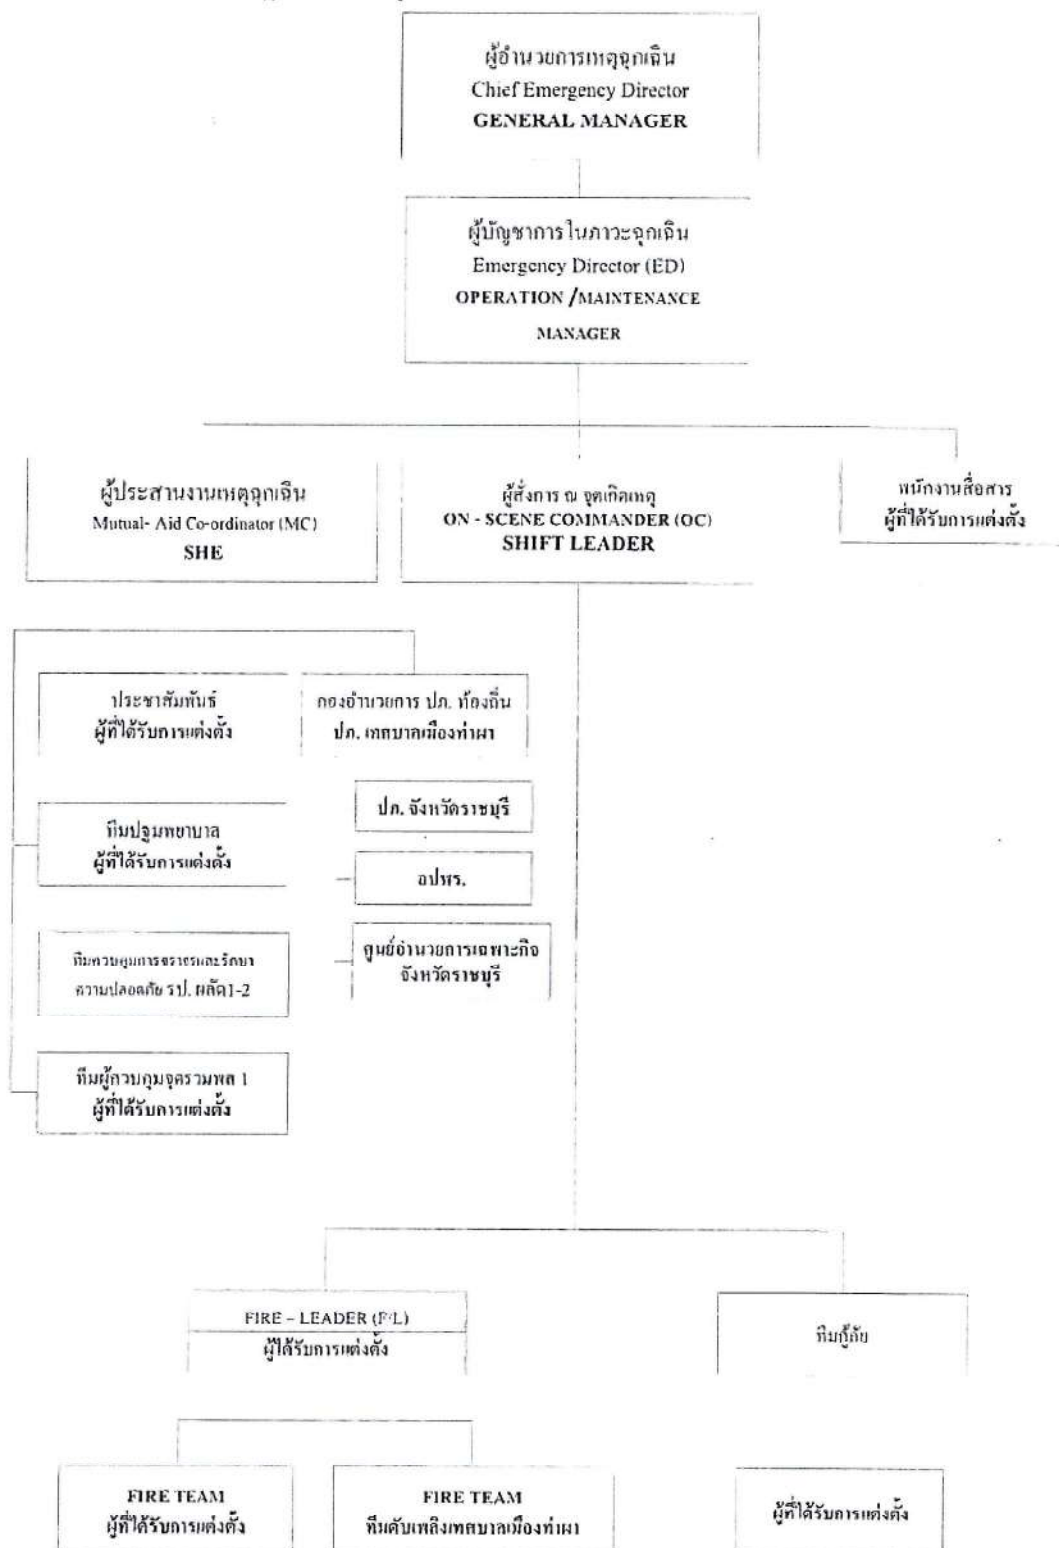 ผู้อำนวยการเหตุฉุกเฉิน
Chief Emergency Director
GENERAL MANAGER
ผู้บัญชาการในภาวะฉุกเฉิน
Emergency Director (ED)
OPERATION /MAINTENANCE
MANAGER
ผู้ประสานงานเหตุฉุกเฉิน
Mutual- Aid Co-ordinator (MC)
SHE
ผู้สั่งการ ณ จุดเกิดเหตุ
ON - SCENE COMMANDER (OC)
SHIFT LEADER
พนักงานสื่อสาร
ผู้ที่ได้รับการแต่งตั้ง
ประชาสัมพันธ์
ผู้ที่ได้รับการแต่งตั้ง
กองอำนวยการ ปภ. ท้องถิ่น
ปภ. เทศบาลเมืองท่าผา
ปภ. จังหวัดราชบุรี
ทีมปฐมพยาบาล
ผู้ที่ได้รับการแต่งตั้ง
อปพร.
ทีมควบคุมการจราจรและรักษา
ความปลอดภัย รป. ผลัด1-2
ศูนย์อำนวยการเฉพาะกิจ
จังหวัดราชบุรี
ทีมผู้ควบคุมจุดรวมพล 1
ผู้ที่ได้รับการแต่งตั้ง
FIRE – LEADER (F/L)
ผู้ได้รับการแต่งตั้ง
ทีมกู้ภัย
FIRE TEAM
ผู้ที่ได้รับการแต่งตั้ง
FIRE TEAM
ทีมดับเพลิงเทศบาลเมืองท่าผา
ผู้ที่ได้รับการแต่งตั้ง